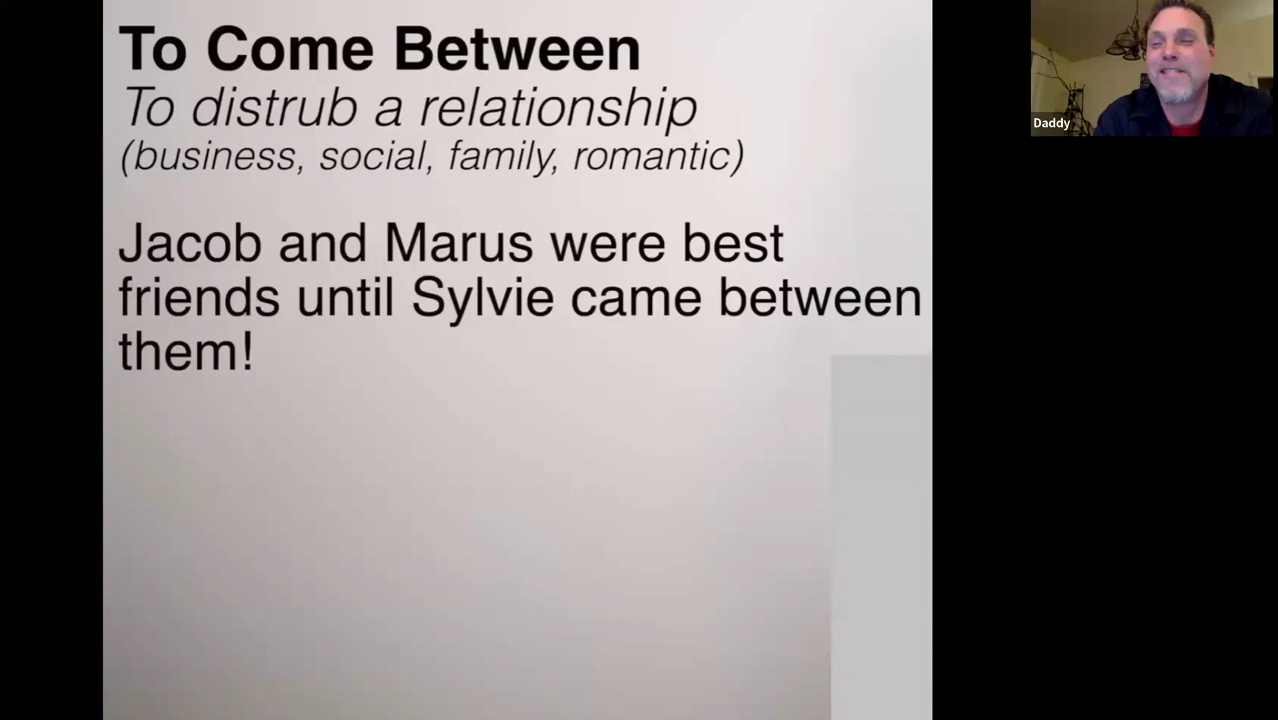 To Come Between
To distrub a relationship
(business, social, family, romantic)
Jacob and Marus were best
friends until Sylvie came between
them!
Daddy